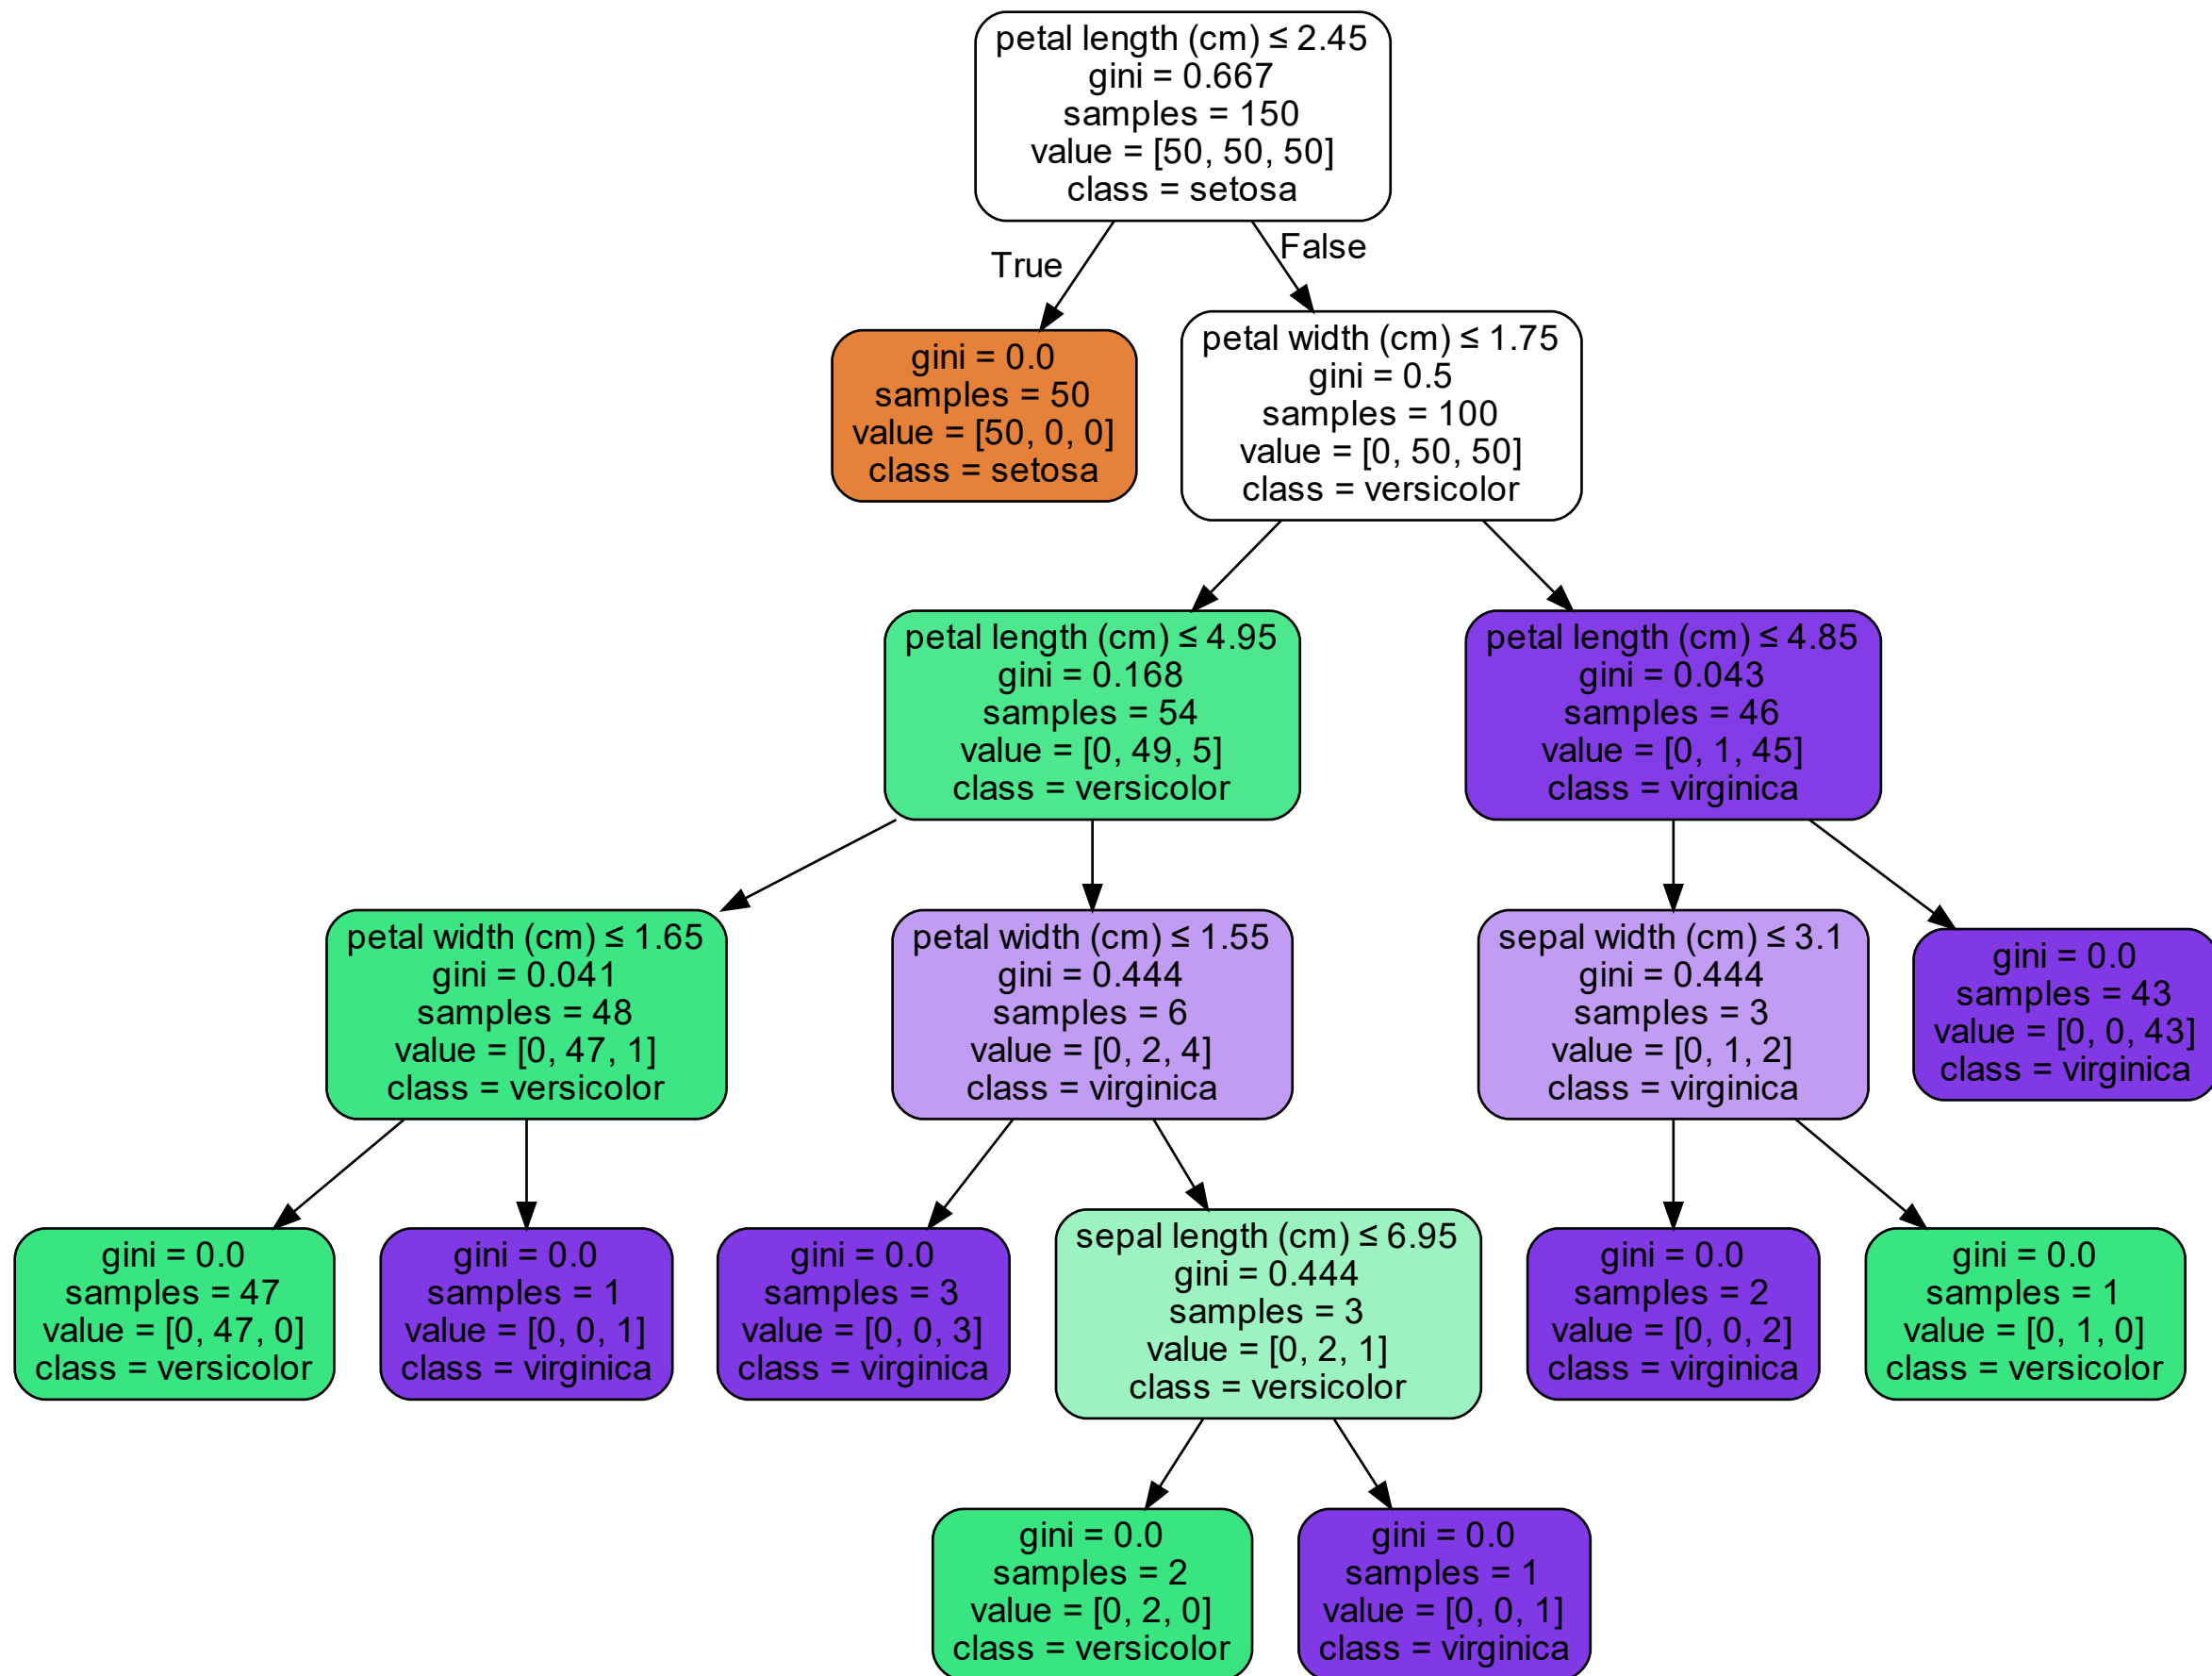 petal length (cm) ≤ 2.45
gini = 0.667
samples = 150
value = [50, 50, 50]
class = setosa
True
False
gini = 0.0
samples = 50
value = [50, 0, 0]
class = setosa
petal width (cm) ≤ 1.75
gini = 0.5
samples = 100
value = [0, 50, 50]
class = versicolor
petal length (cm) ≤ 4.95
gini = 0.168
samples = 54
value = [0, 49, 5]
class = versicolor
petal length (cm) ≤ 4.85
gini = 0.043
samples = 46
value = [0, 1, 45]
class = virginica
petal width (cm) ≤ 1.65
gini = 0.041
samples = 48
value = [0, 47, 1]
class = versicolor
petal width (cm) ≤ 1.55
gini = 0.444
samples = 6
value = [0, 2, 4]
class = virginica
sepal width (cm) ≤ 3.1
gini = 0.444
samples = 3
value = [0, 1, 2]
class = virginica
gini = 0.0
samples = 43
value = [0, 0, 43]
class = virginica
gini = 0.0
samples = 47
value = [0, 47, 0]
class = versicolor
gini = 0.0
samples = 1
value = [0, 0, 1]
class = virginica
gini = 0.0
samples = 3
value = [0, 0, 3]
class = virginica
sepal length (cm) ≤ 6.95
gini = 0.444
samples = 3
value = [0, 2, 1]
class = versicolor
gini = 0.0
samples = 2
value = [0, 0, 2]
class = virginica
gini = 0.0
samples = 1
value = [0, 1, 0]
class = versicolor
gini = 0.0
samples = 2
value = [0, 2, 0]
class = versicolor
gini = 0.0
samples = 1
value = [0, 0, 1]
class = virginica